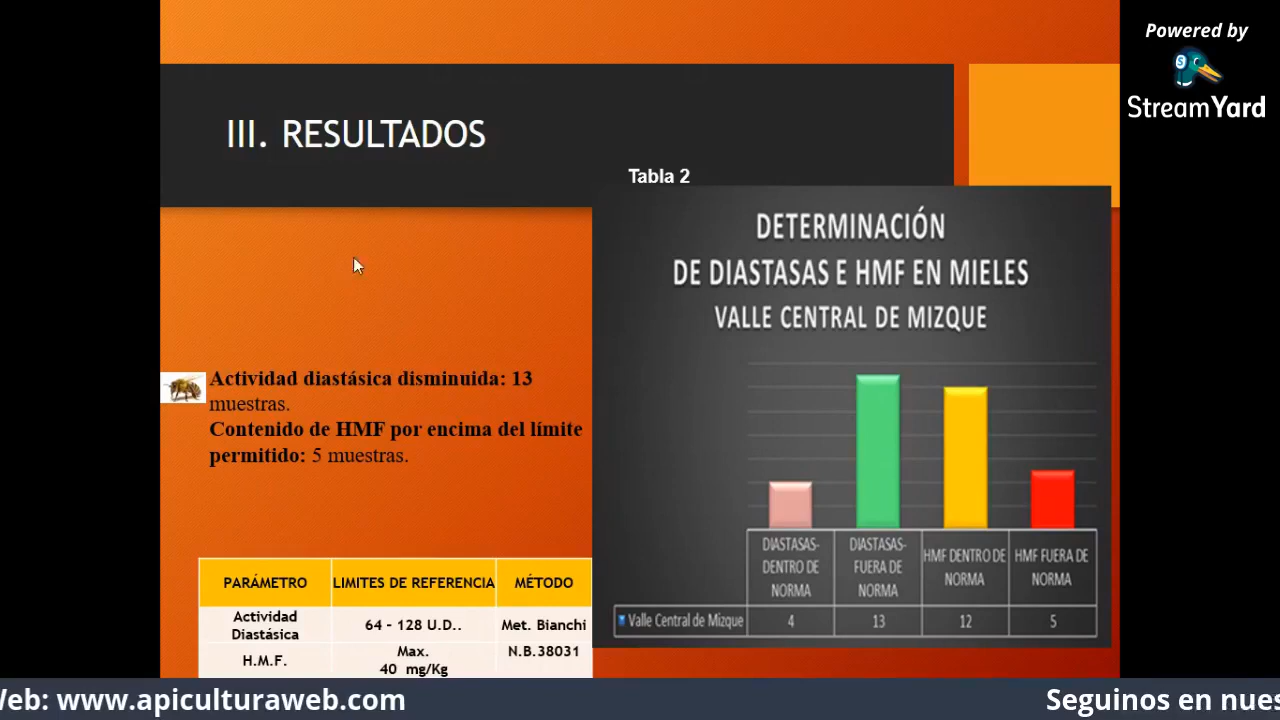 Powered by
StreamYard
III. RESULTADOS
Tabla 2
DETERMINACIÓN
DE DIASTASAS E HMF EN MIELES
VALLE CENTRAL DE MIZQUE
Actividad diastásica disminuida: 13
muestras.
Contenido de HMF por encima del límite
permitido: 5 muestras.
DIASTASAS-
DENTRO DE
NORMA
DIASTASAS-
FUERA DE
NORMA
HMF DENTRO DE
NORMA
HMF FUERA DE
NORMA
Valle Central de Mizque 4 13 12 5
PARÁMETRO LIMITES DE REFERENCIA MÉTODO
Actividad
Diastásica
64 - 128 U.D..
Met. Bianchi
H.M.F.
Max.
40 mg/Kg
N.B.38031
Web: www.apiculturaweb.com
Seguinos en nues